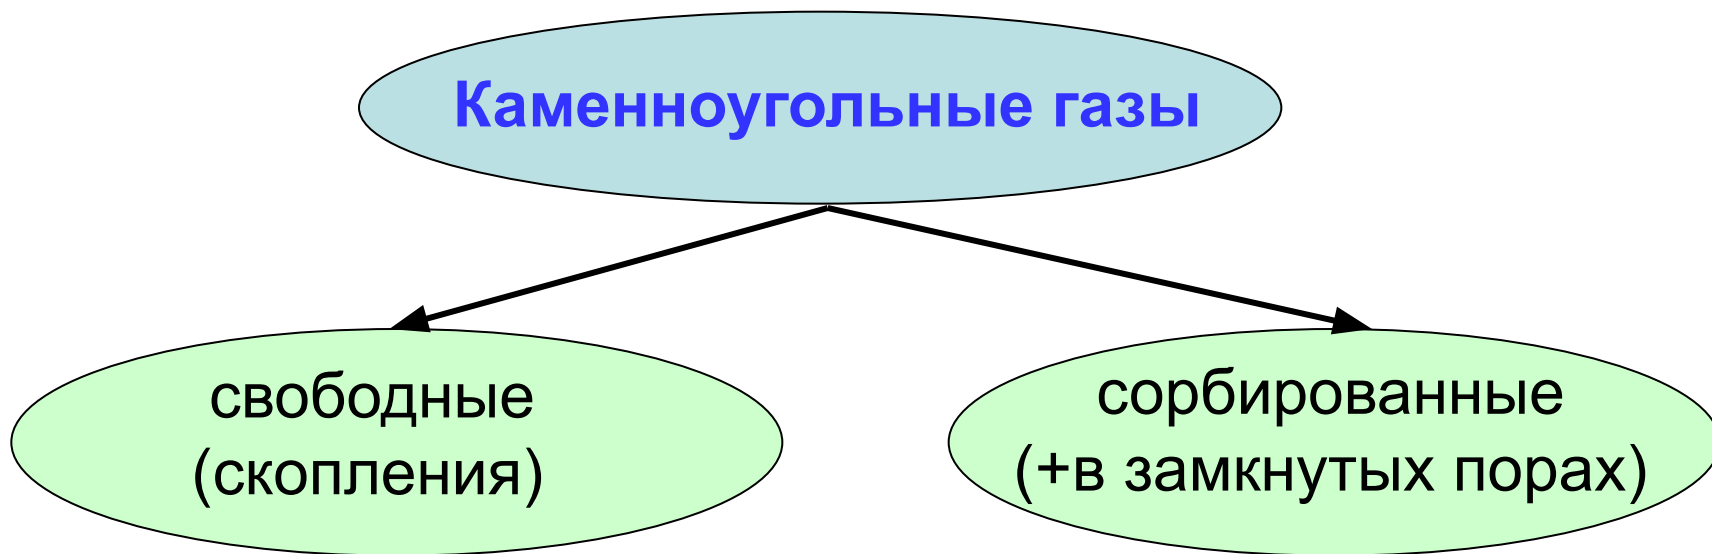 Каменноугольные газы
свободные
(скопления)
сорбированные
(+в замкнутых порах)